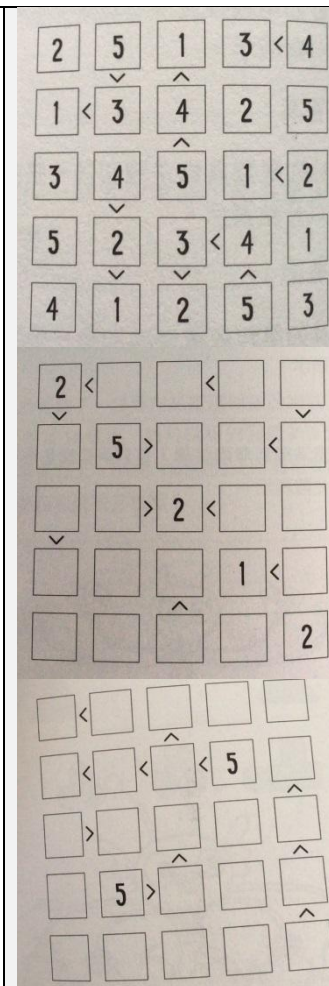 2 5 1 3 < 4
∨ ∧
1 < 3 4 2 5
∧
3 4 5 1 < 2
∨
5 2 3 < 4 1
∨ ∨ ∧
4 1 2 5 3
2 < <
∨ ∨
5 > <
> 2 <
∨
1 <
∧
2
<
∧
< < < 5
∧
>
∧ ∧
5 >
∧